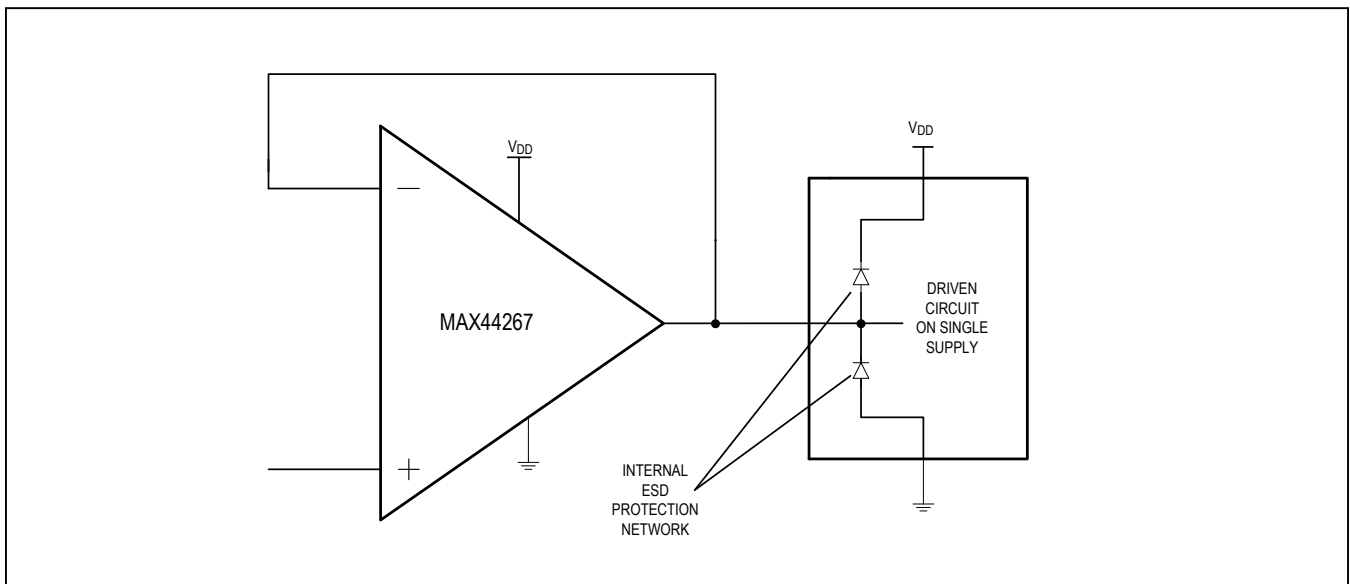 VDD
VDD
−
MAX44267
+
DRIVEN
CIRCUIT
ON SINGLE
SUPPLY
INTERNAL
ESD
PROTECTION
NETWORK